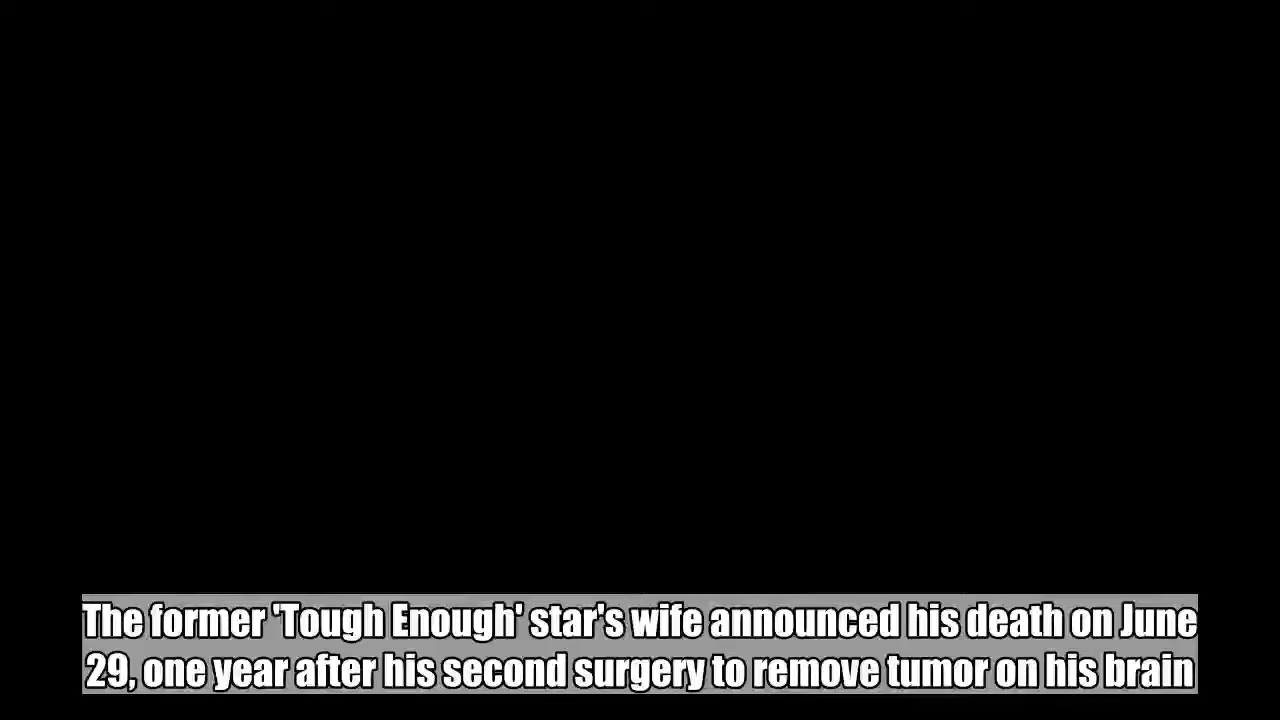 The former 'Tough Enough' star's wife announced his death on June
29, one year after his second surgery to remove tumor on his brain